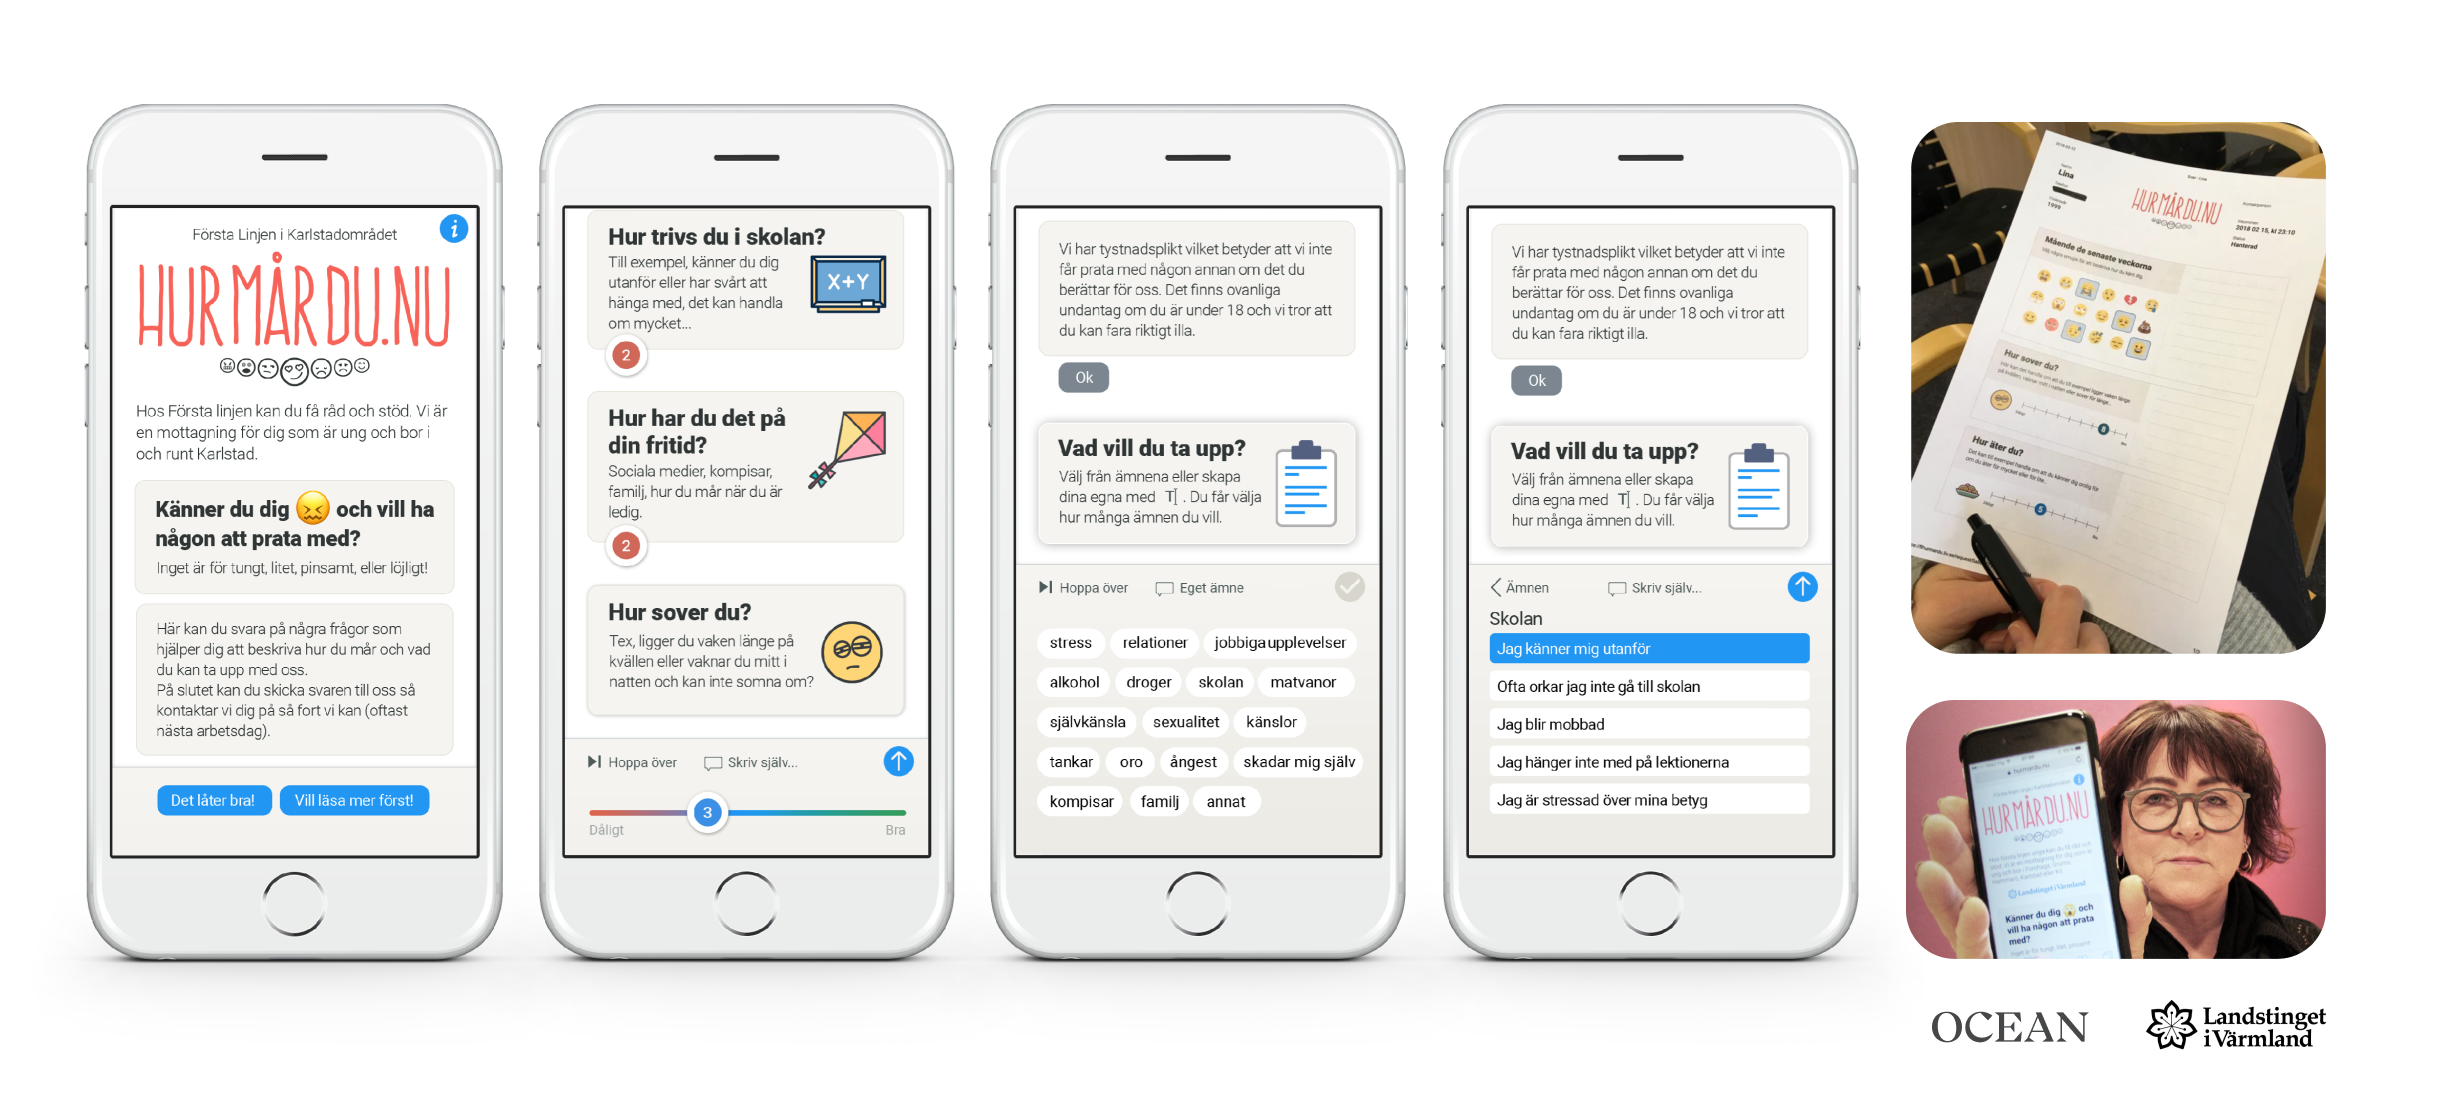 Första Linjen i Karlstadområdet
i
HUR MÅR DU.NU
Hos Första linjen kan du få råd och stöd. Vi är
en mottagning för dig som är ung och bor i
och runt Karlstad.
Känner du dig 😖 och vill ha
någon att prata med?
Inget är för tungt, litet, pinsamt, eller löjligt!
Här kan du svara på några frågor som
hjälper dig att beskriva hur du mår och vad
du kan ta upp med oss.
På slutet kan du skicka svaren till oss så
kontaktar vi dig på så fort vi kan (oftast
nästa arbetsdag).
Det låter bra!
Vill läsa mer först!
Hur trivs du i skolan?
Till exempel, känner du dig
utanför eller har svårt att
hänga med, det kan handla
om mycket...
X+Y
2
Hur har du det på
din fritid?
Sociala medier, kompisar,
familj, hur du mår när du är
ledig.
2
Hur sover du?
Tex, ligger du vaken länge på
kvällen eller vaknar du mitt i
natten och kan inte somna om?
Hoppa över
Skriv själv...
3
Dåligt
Bra
Vi har tystnadsplikt vilket betyder att vi inte
får prata med någon annan om det du
berättar för oss. Det finns ovanliga
undantag om du är under 18 och vi tror att
du kan fara riktigt illa.
Ok
Vad vill du ta upp?
Välj från ämnena eller skapa
dina egna med T . Du får välja
hur många ämnen du vill.
Hoppa över
Eget ämne
stress relationer jobbiga upplevelser
alkohol droger skolan matvanor
självkänsla sexualitet känslor
tankar oro ångest skadar mig själv
kompisar familj annat
Vi har tystnadsplikt vilket betyder att vi inte
får prata med någon annan om det du
berättar för oss. Det finns ovanliga
undantag om du är under 18 och vi tror att
du kan fara riktigt illa.
Ok
Vad vill du ta upp?
Välj från ämnena eller skapa
dina egna med T . Du får välja
hur många ämnen du vill.
Ämnen
Skriv själv...
Skolan
Jag känner mig utanför
Ofta orkar jag inte gå till skolan
Jag blir mobbad
Jag hänger inte med på lektionerna
Jag är stressad över mina betyg
Lina
1999
HUR MÅR DU.NU
2018 02 15, kl 23:10
Hanterad
Mående de senaste veckorna
Hur sover du?
8
Hur äter du?
5
hurmardu.nu
HUR MÅR DU.NU
Landstinget i Värmland
Känner du dig 😱 och
vill ha någon att prata
med?
OCEAN
Landstinget
i Värmland